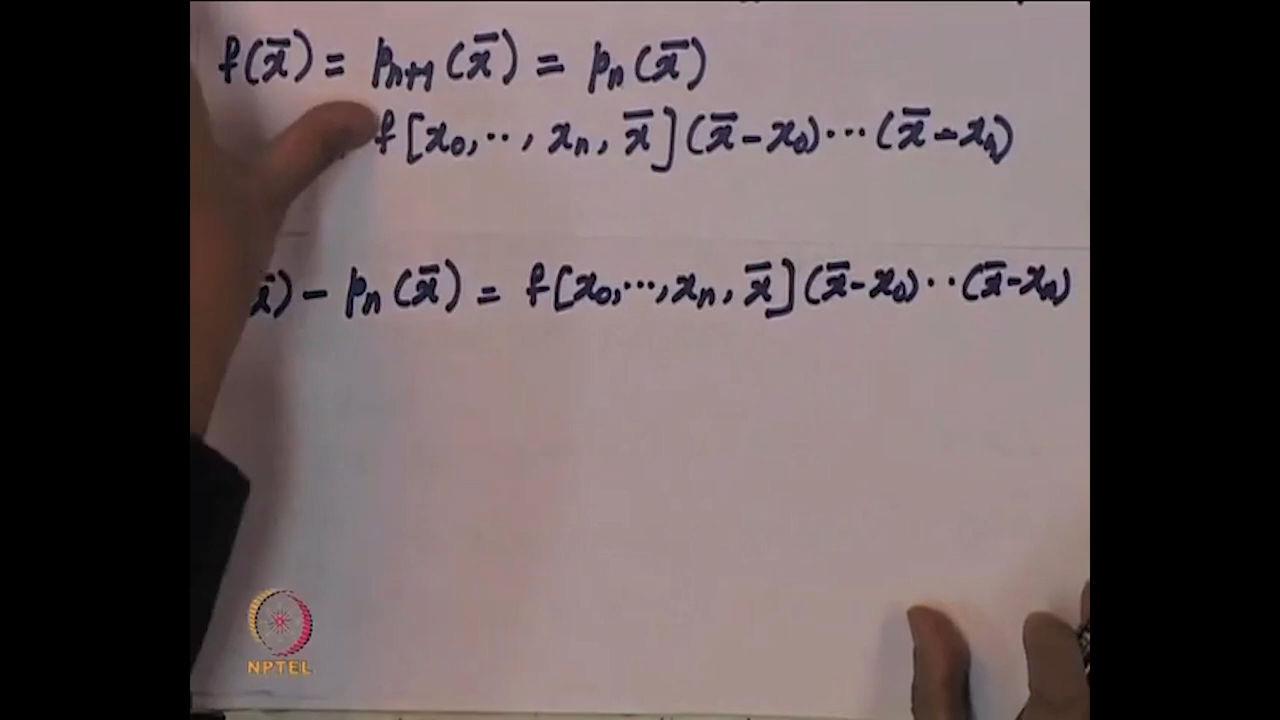 f(x̄) = pₙ₊₁(x̄) = pₙ(x̄)
f[x₀,··, xₙ, x̄](x̄-x₀)···(x̄-xₙ)
x̄) - pₙ(x̄) = f[x₀,···,xₙ, x̄](x̄-x₀)··(x̄-xₙ)
NPTEL